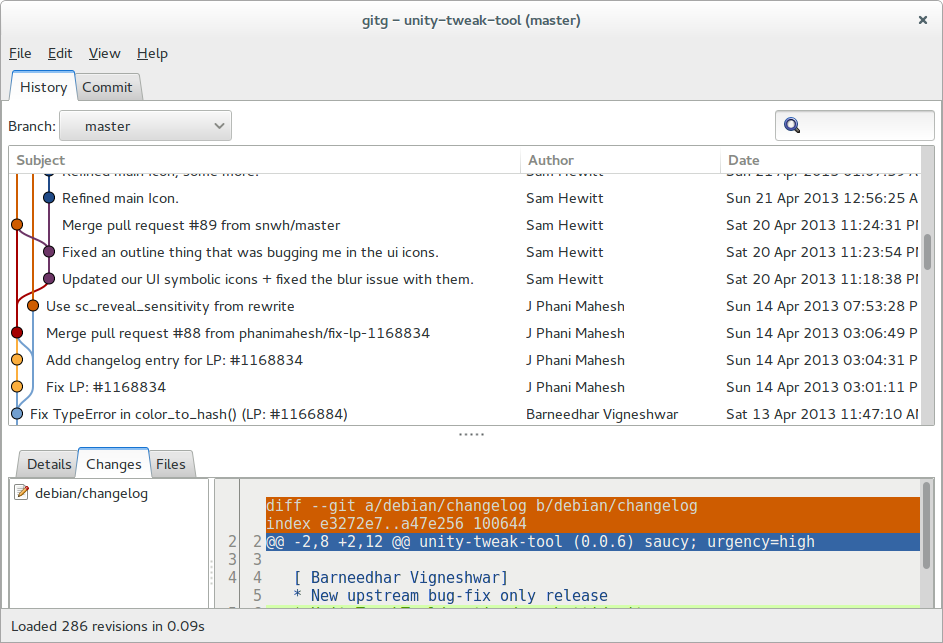 gitg - unity-tweak-tool (master)
File Edit View Help
History Commit
Branch: master
Subject Author Date
Refined main Icon, some more. Sam Hewitt Sun 21 Apr 2013
Refined main Icon. Sam Hewitt Sun 21 Apr 2013 12:56:25 A
Merge pull request #89 from snwh/master Sam Hewitt Sat 20 Apr 2013 11:24:31 PM
Fixed an outline thing that was bugging me in the ui icons. Sam Hewitt Sat 20 Apr 2013 11:23:54 PM
Updated our UI symbolic icons + fixed the blur issue with them. Sam Hewitt Sat 20 Apr 2013 11:18:38 PM
Use sc_reveal_sensitivity from rewrite J Phani Mahesh Sun 14 Apr 2013 07:53:28 P
Merge pull request #88 from phanimahesh/fix-lp-1168834 J Phani Mahesh Sun 14 Apr 2013 03:06:49 P
Add changelog entry for LP: #1168834 J Phani Mahesh Sun 14 Apr 2013 03:04:31 P
Fix LP: #1168834 J Phani Mahesh Sun 14 Apr 2013 03:01:11 P
Fix TypeError in color_to_hash() (LP: #1166884) Barneedhar Vigneshwar Sat 13 Apr 2013 11:47:10 AM
Details Changes Files
debian/changelog
diff --git a/debian/changelog b/debian/changelog
index e3272e7..a47e256 100644
2 2 @@ -2,8 +2,12 @@ unity-tweak-tool (0.0.6) saucy; urgency=high
3 3
4 4 [ Barneedhar Vigneshwar]
5 * New upstream bug-fix only release
Loaded 286 revisions in 0.09s